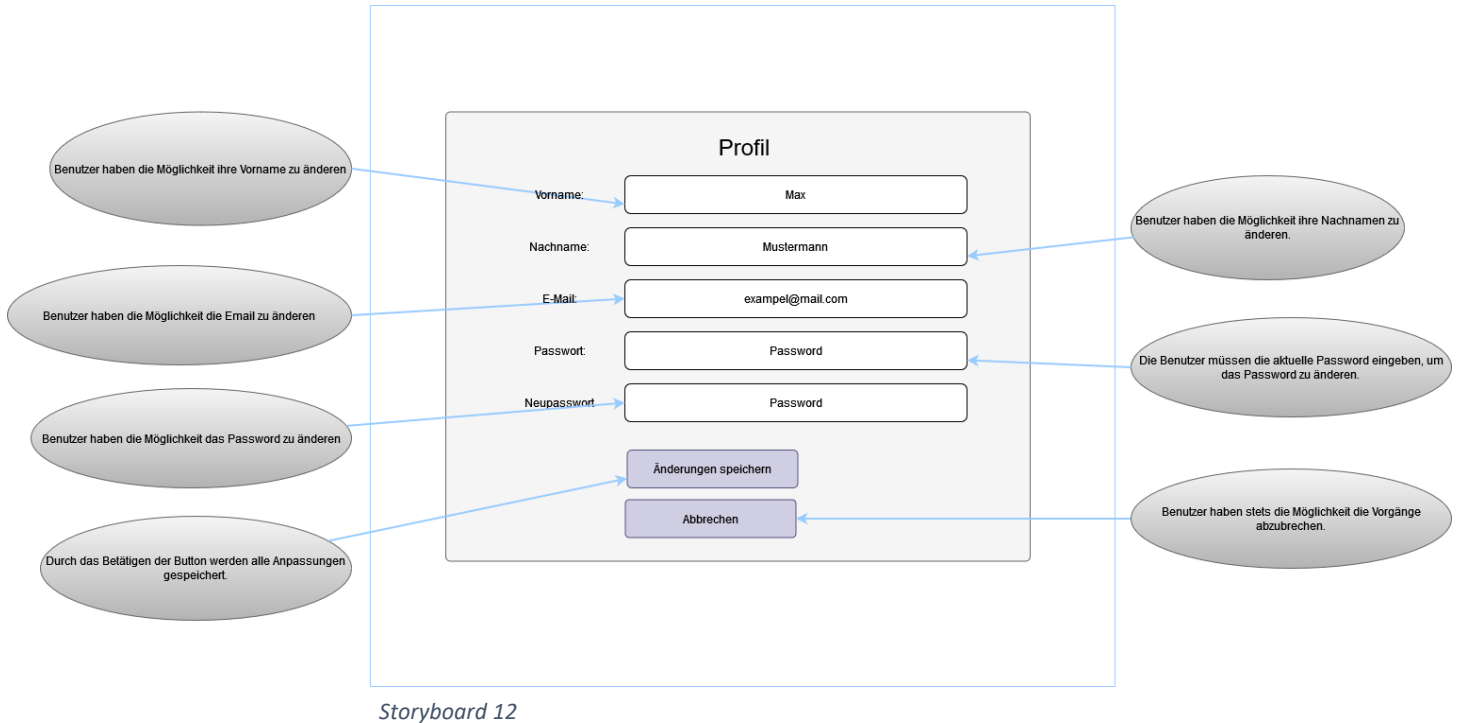 Profil
Benutzer haben die Möglichkeit ihre Vorname zu änderen
Vorname:
Max
Benutzer haben die Möglichkeit ihre Nachnamen zu
änderen.
Nachname:
Mustermann
Benutzer haben die Möglichkeit die Email zu änderen
E-Mail:
exampel@mail.com
Passwort:
Password
Die Benutzer müssen die aktuelle Password eingeben, um
das Password zu änderen.
Benutzer haben die Möglichkeit das Password zu änderen
Neupasswort
Password
Änderungen speichern
Abbrechen
Benutzer haben stets die Möglichkeit die Vorgänge
abzubrechen.
Durch das Betätigen der Button werden alle Anpassungen
gespeichert.
Storyboard 12